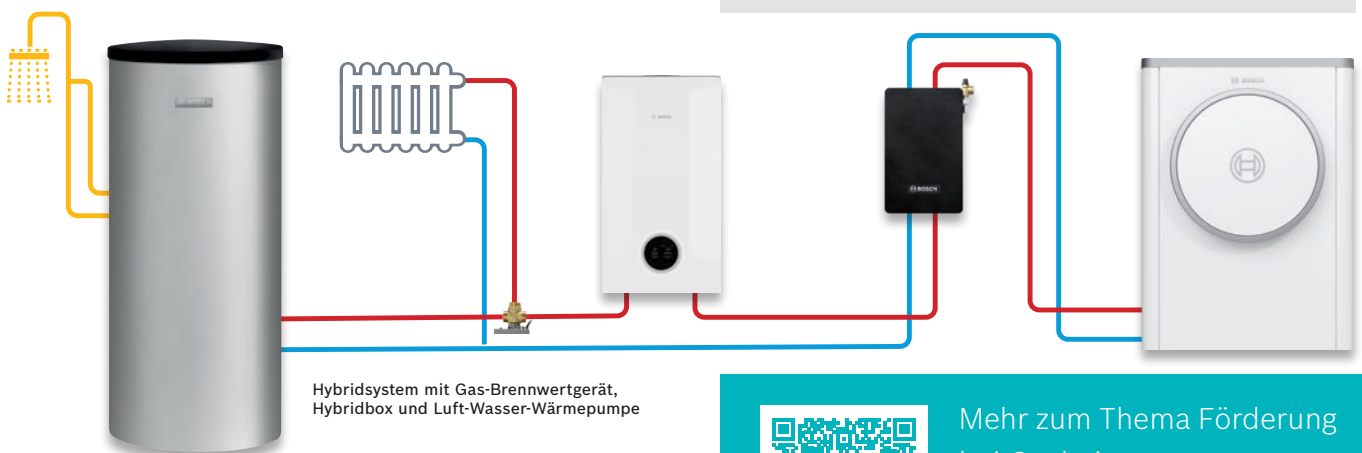 BOSCH
BOSCH
BOSCH
Hybridsystem mit Gas-Brennwertgerät,
Hybridbox und Luft-Wasser-Wärmepumpe
Mehr zum Thema Förderung